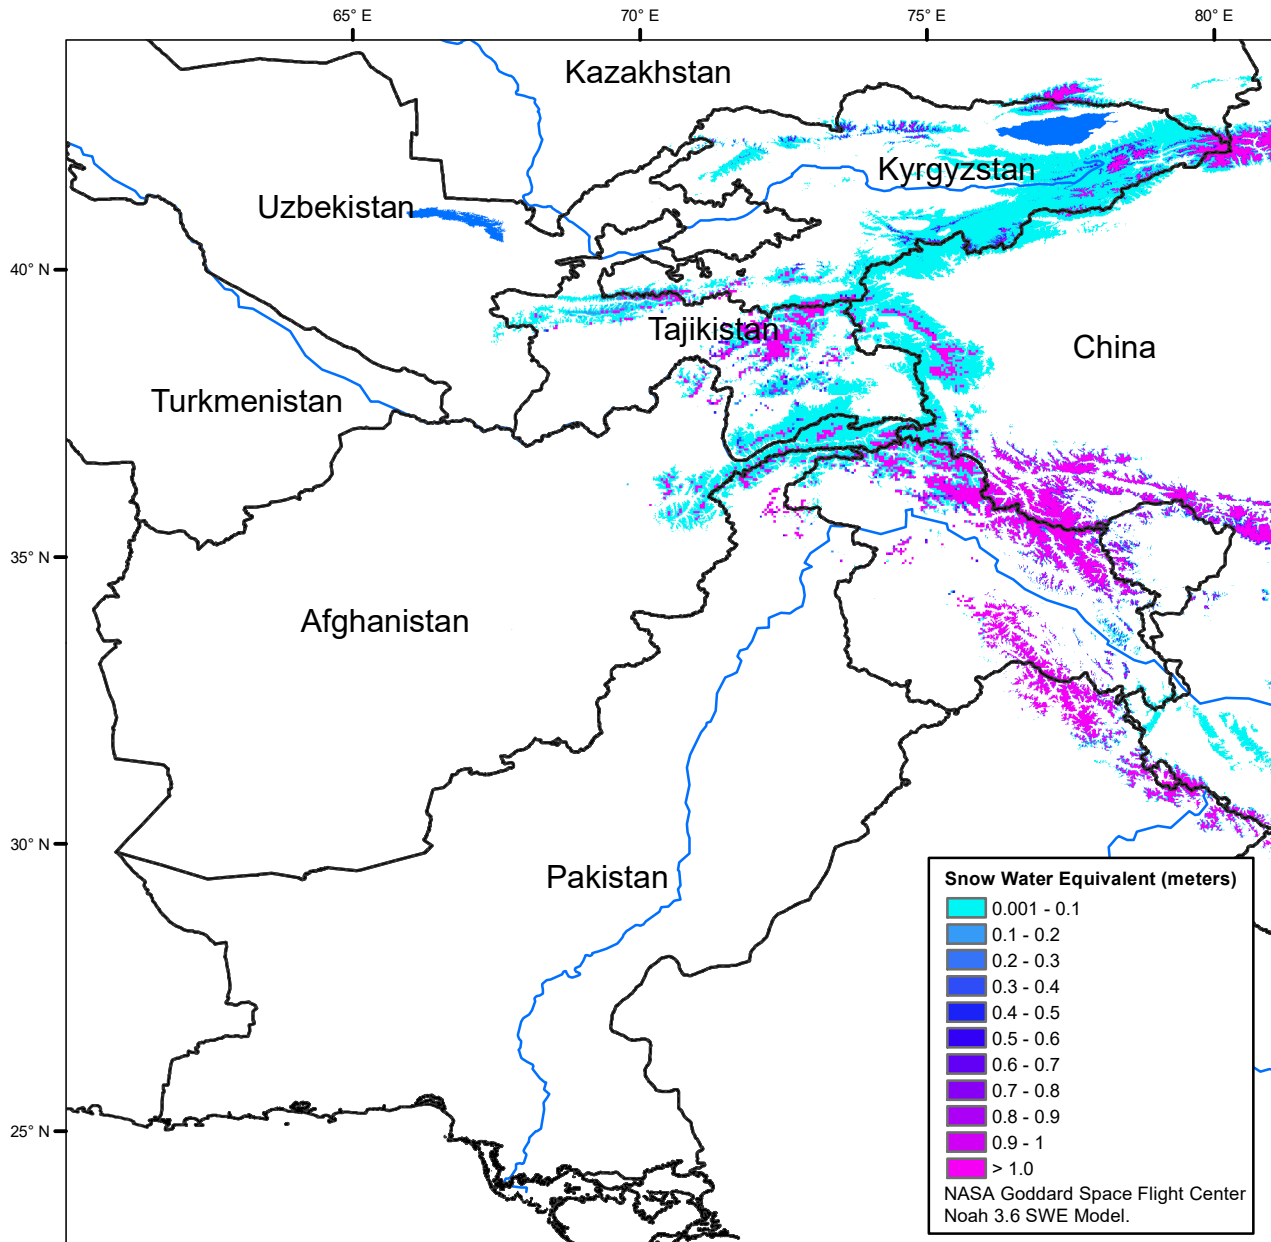 65° E
70° E
75° E
80° E
Kazakhstan
Kyrgyzstan
Uzbekistan
40° N
Tajikistan
China
Turkmenistan
35° N
Afghanistan
30° N
Pakistan
25° N
Snow Water Equivalent (meters)
0.001 - 0.1
0.1 - 0.2
0.2 - 0.3
0.3 - 0.4
0.4 - 0.5
0.5 - 0.6
0.6 - 0.7
0.7 - 0.8
0.8 - 0.9
0.9 - 1
> 1.0
NASA Goddard Space Flight Center
Noah 3.6 SWE Model.